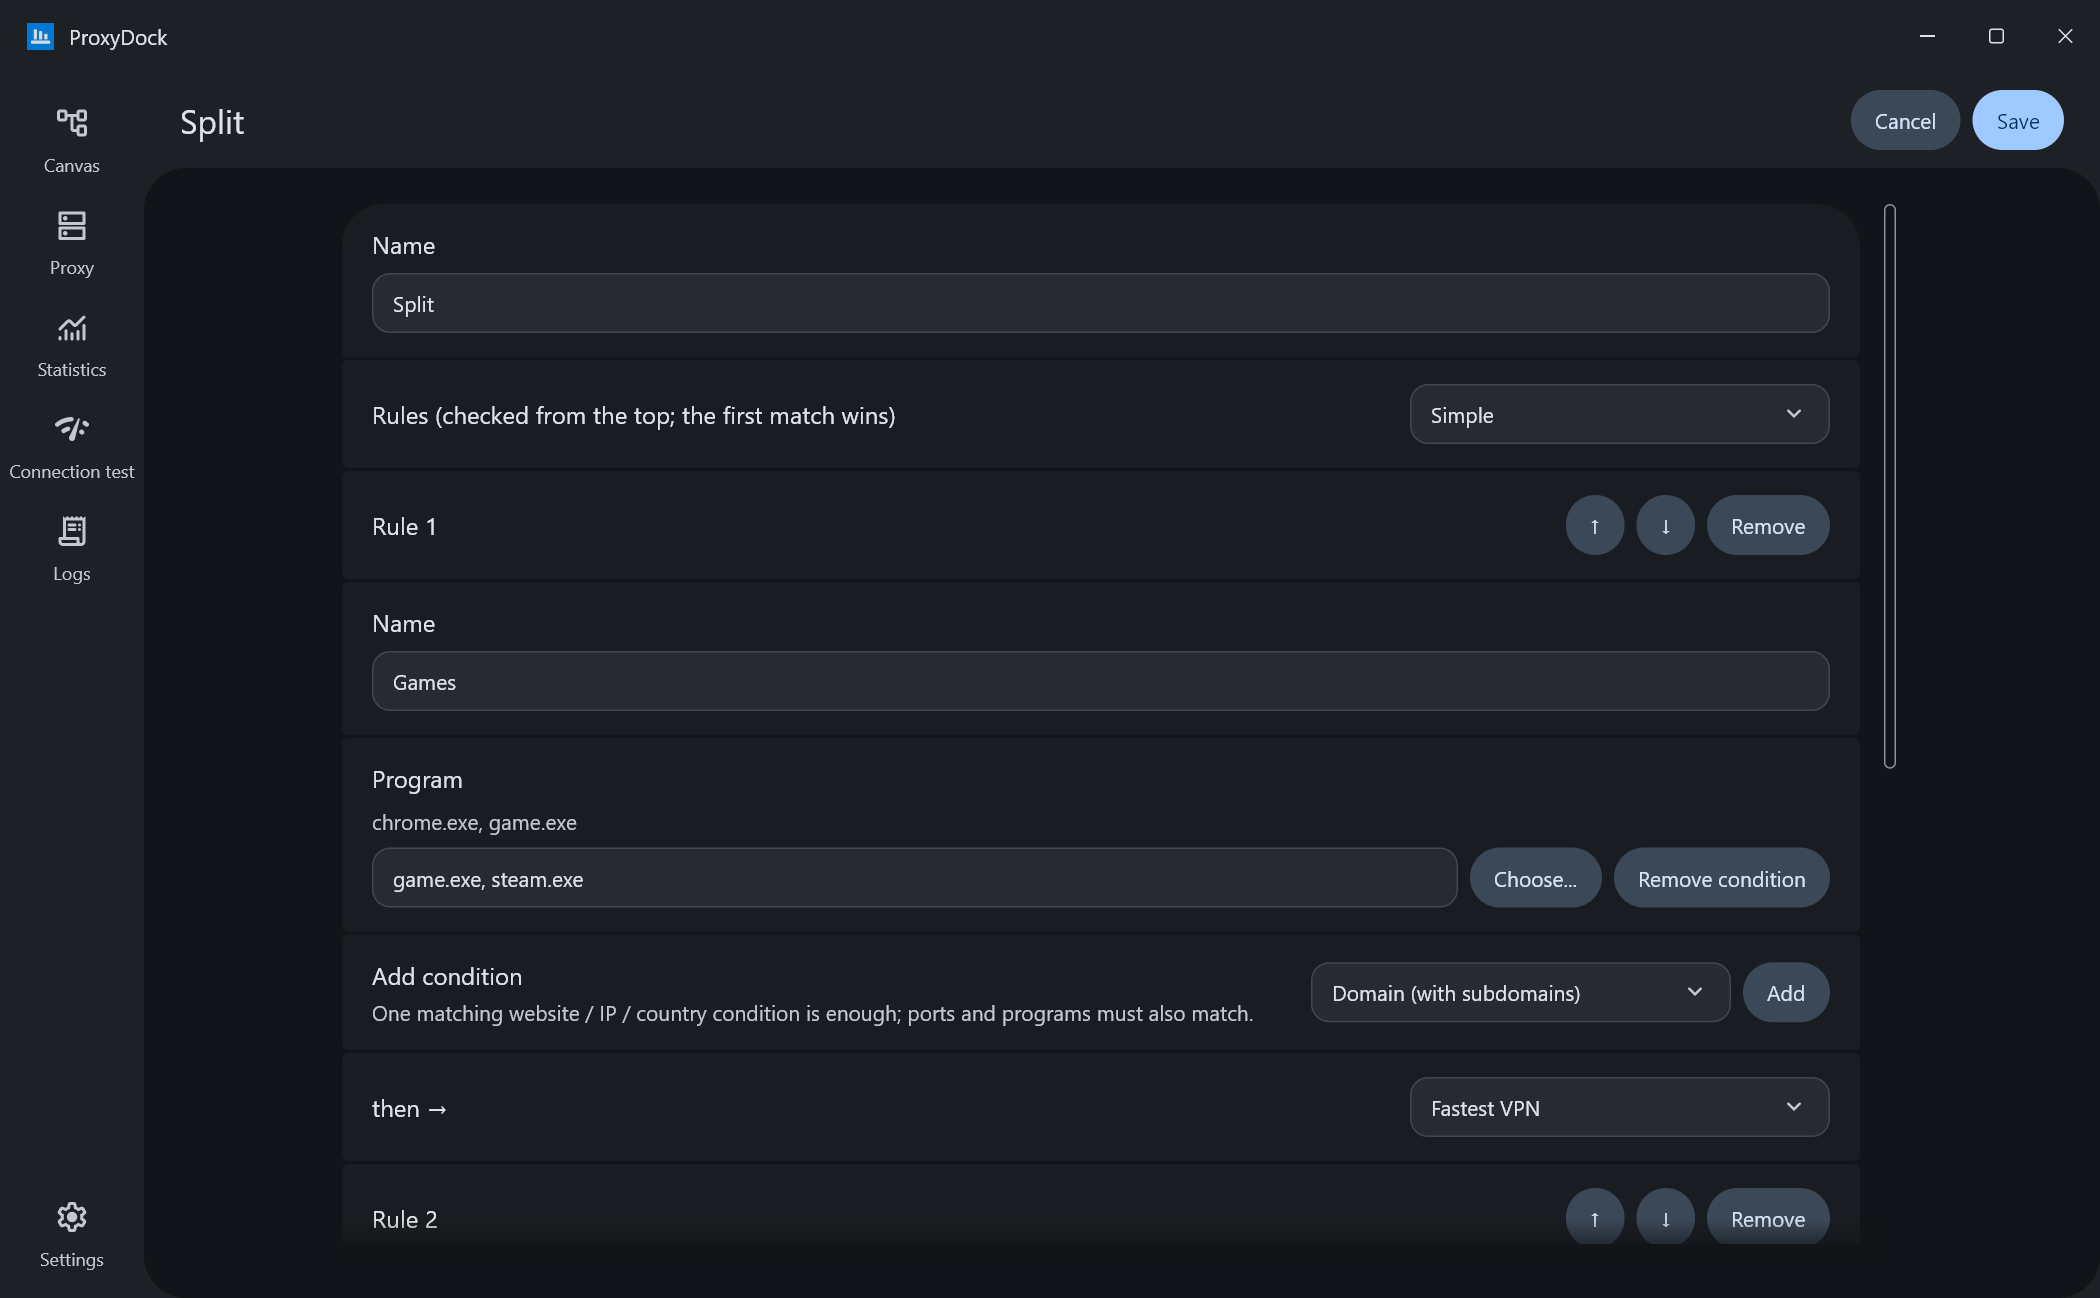 ProxyDock
Canvas
Proxy
Statistics
Connection test
Logs
Settings
Split
Cancel
Save
Name
Split
Rules (checked from the top; the first match wins)
Simple
Rule 1
↑
↓
Remove
Name
Games
Program
chrome.exe, game.exe
game.exe, steam.exe
Choose...
Remove condition
Add condition
One matching website / IP / country condition is enough; ports and programs must also match.
Domain (with subdomains)
Add
then →
Fastest VPN
Rule 2
↑
↓
Remove